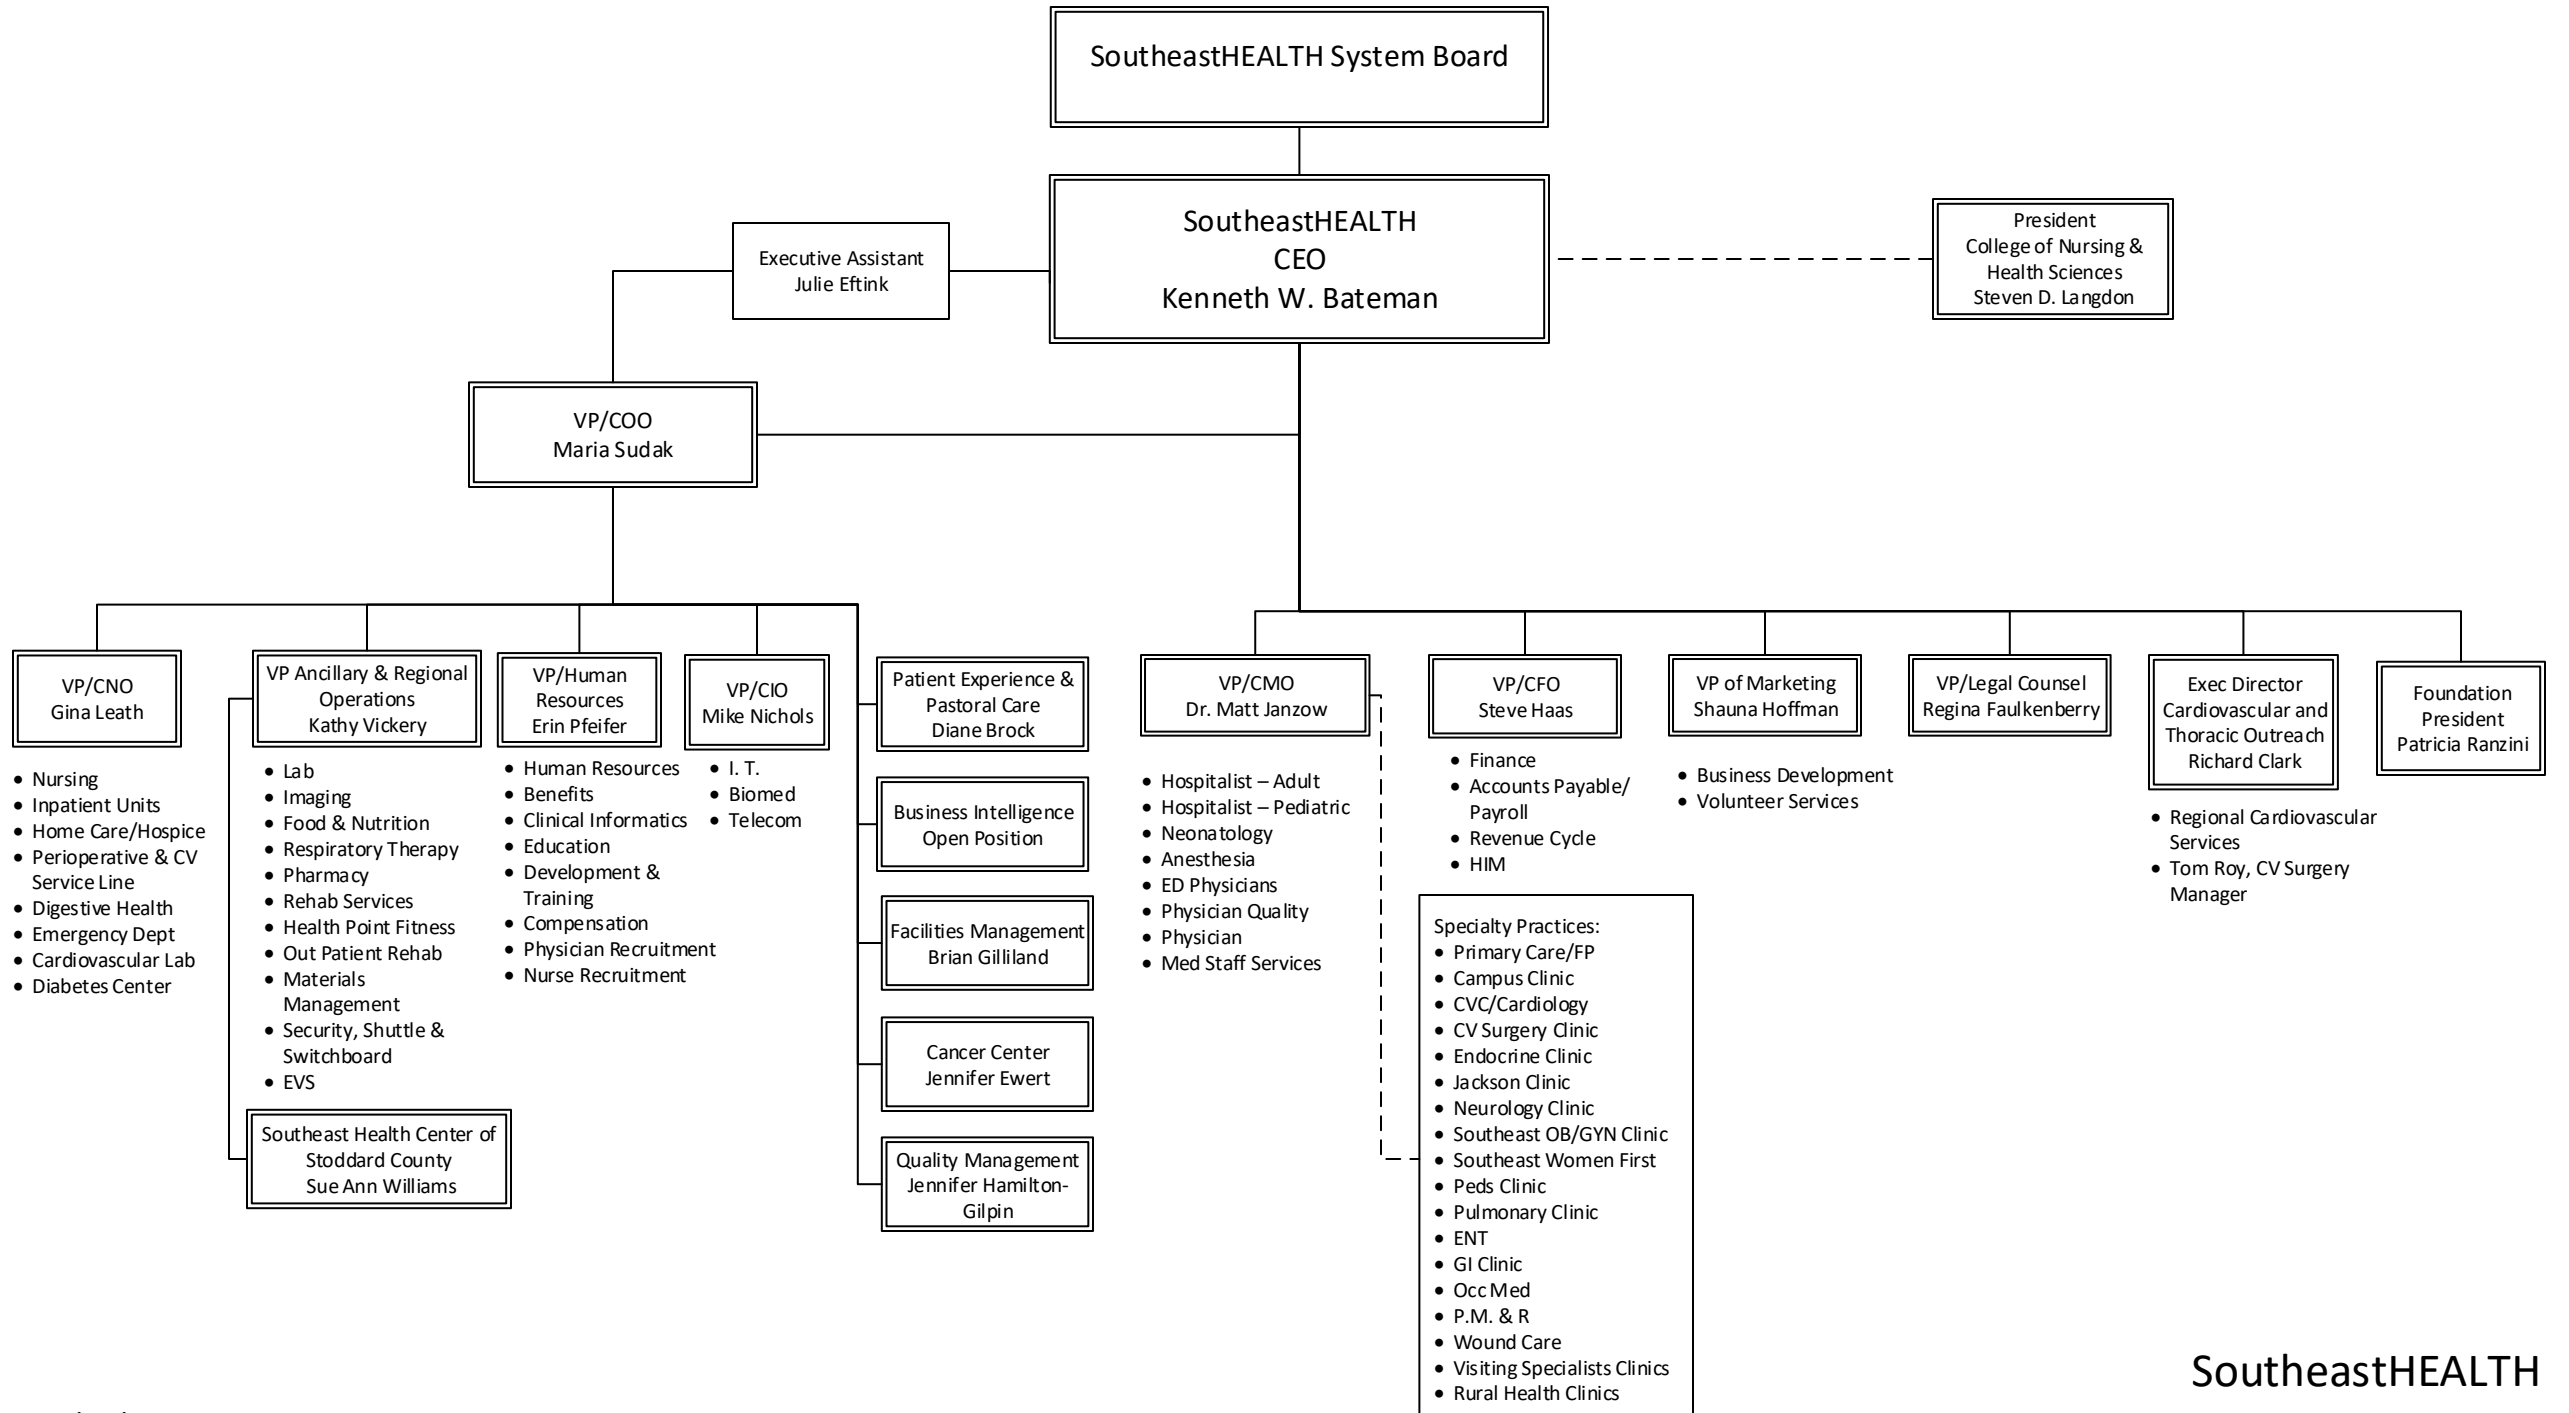 SoutheastHEALTH System Board
SoutheastHEALTH
CEO
Kenneth W. Bateman
Executive Assistant
Julie Eftink
President
College of Nursing &
Health Sciences
Steven D. Langdon
VP/COO
Maria Sudak
VP/CNO
Gina Leath
• Nursing
• Inpatient Units
• Home Care/Hospice
• Perioperative & CV
Service Line
• Digestive Health
• Emergency Dept
• Cardiovascular Lab
• Diabetes Center
VP Ancillary & Regional
Operations
Kathy Vickery
• Lab
• Imaging
• Food & Nutrition
• Respiratory Therapy
• Pharmacy
• Rehab Services
• Health Point Fitness
• Out Patient Rehab
• Materials
Management
• Security, Shuttle &
Switchboard
• EVS
Southeast Health Center of
Stoddard County
Sue Ann Williams
VP/Human
Resources
Erin Pfeifer
• Human Resources
• Benefits
• Clinical Informatics
• Education
• Development &
Training
• Compensation
• Physician Recruitment
• Nurse Recruitment
VP/CIO
Mike Nichols
• I. T.
• Biomed
• Telecom
Patient Experience &
Pastoral Care
Diane Brock
Business Intelligence
Open Position
Facilities Management
Brian Gilliland
Cancer Center
Jennifer Ewert
Quality Management
Jennifer Hamilton-
Gilpin
VP/CMO
Dr. Matt Janzow
• Hospitalist – Adult
• Hospitalist – Pediatric
• Neonatology
• Anesthesia
• ED Physicians
• Physician Quality
• Physician
• Med Staff Services
VP/CFO
Steve Haas
• Finance
• Accounts Payable/
Payroll
• Revenue Cycle
• HIM
Specialty Practices:
• Primary Care/FP
• Campus Clinic
• CVC/Cardiology
• CV Surgery Clinic
• Endocrine Clinic
• Jackson Clinic
• Neurology Clinic
• Southeast OB/GYN Clinic
• Southeast Women First
• Peds Clinic
• Pulmonary Clinic
• ENT
• GI Clinic
• Occ Med
• P.M. & R
• Wound Care
• Visiting Specialists Clinics
• Rural Health Clinics
VP of Marketing
Shauna Hoffman
• Business Development
• Volunteer Services
VP/Legal Counsel
Regina Faulkenberry
Exec Director
Cardiovascular and
Thoracic Outreach
Richard Clark
• Regional Cardiovascular
Services
• Tom Roy, CV Surgery
Manager
Foundation
President
Patricia Ranzini
SoutheastHEALTH